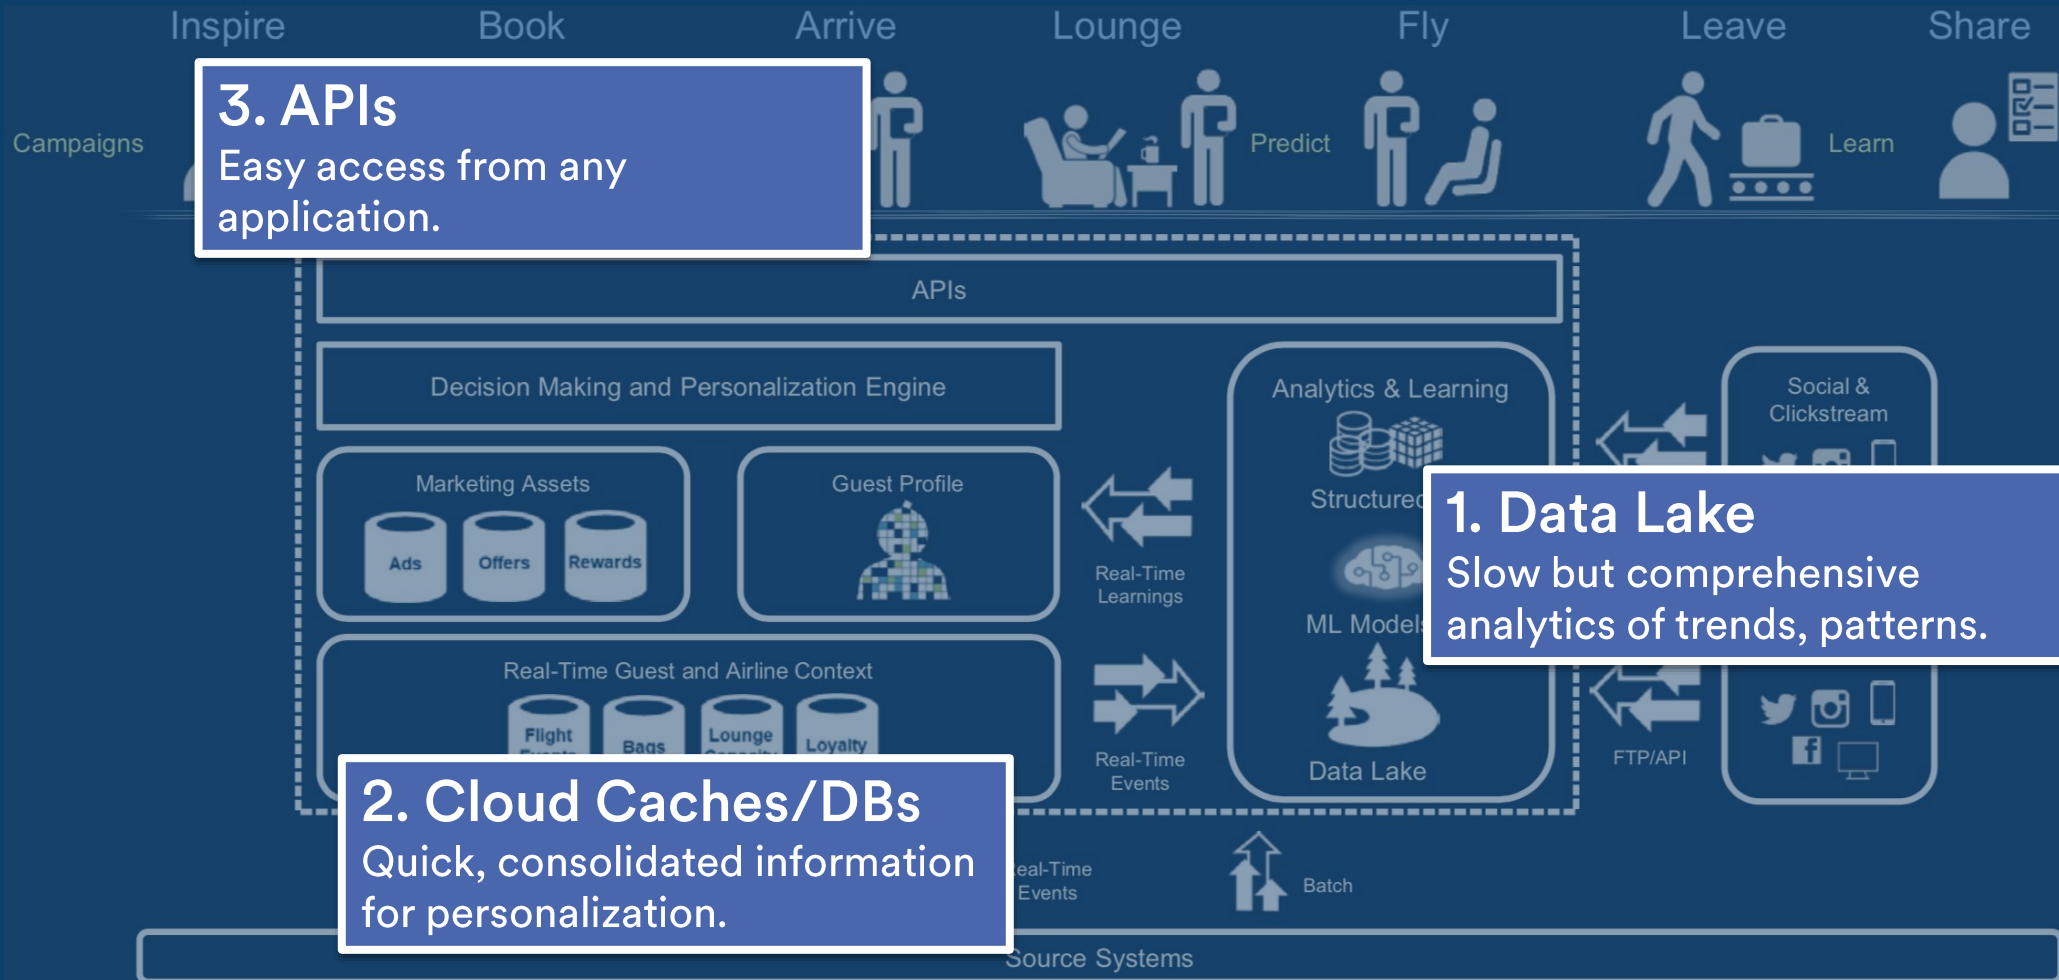 Inspire
Book
Arrive
Lounge
Fly
Leave
Share
Campaigns
Predict
Learn
3. APIs
Easy access from any
application.
APIs
Decision Making and Personalization Engine
Marketing Assets
Ads
Offers
Rewards
Guest Profile
Real-Time
Learnings
Analytics & Learning
Structured
ML Models
Data Lake
Social &
Clickstream
1. Data Lake
Slow but comprehensive
analytics of trends, patterns.
Real-Time Guest and Airline Context
Flight
Events
Bags
Lounge
Capacity
Loyalty
Real-Time
Events
FTP/API
2. Cloud Caches/DBs
Quick, consolidated information
for personalization.
Real-Time
Events
Batch
Source Systems